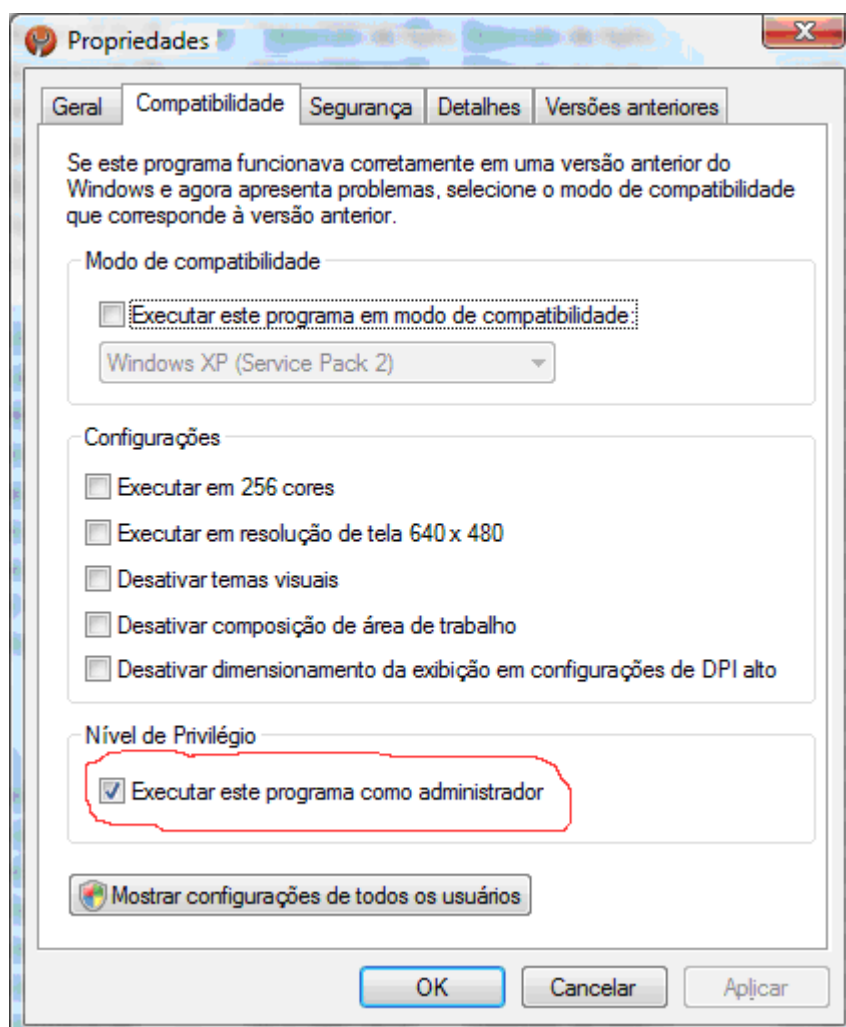 Propriedades
Geral Compatibilidade Segurança Detalhes Versões anteriores
Se este programa funcionava corretamente em uma versão anterior do
Windows e agora apresenta problemas, selecione o modo de compatibilidade
que corresponde à versão anterior.
Modo de compatibilidade
Executar este programa em modo de compatibilidade:
Windows XP (Service Pack 2)
Configurações
Executar em 256 cores
Executar em resolução de tela 640 x 480
Desativar temas visuais
Desativar composição de área de trabalho
Desativar dimensionamento da exibição em configurações de DPI alto
Nível de Privilégio
Executar este programa como administrador
Mostrar configurações de todos os usuários
OK Cancelar Aplicar